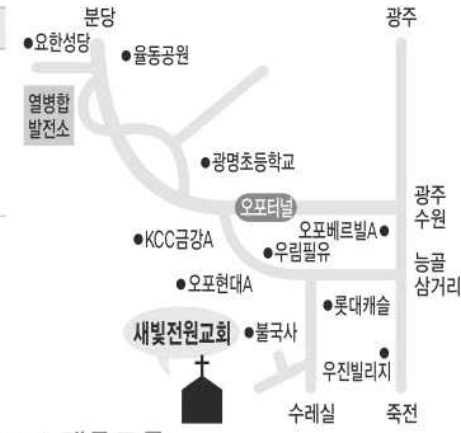 분당
광주
요한성당
율동공원
열병합
발전소
광명초등학교
오포터널
광주
수원
오포베르빌A
KCC금강A
우림필유
능골
삼거리
오포현대A
롯대캐슬
새빛전원교회
불국사
우진빌리지
수레실
죽전